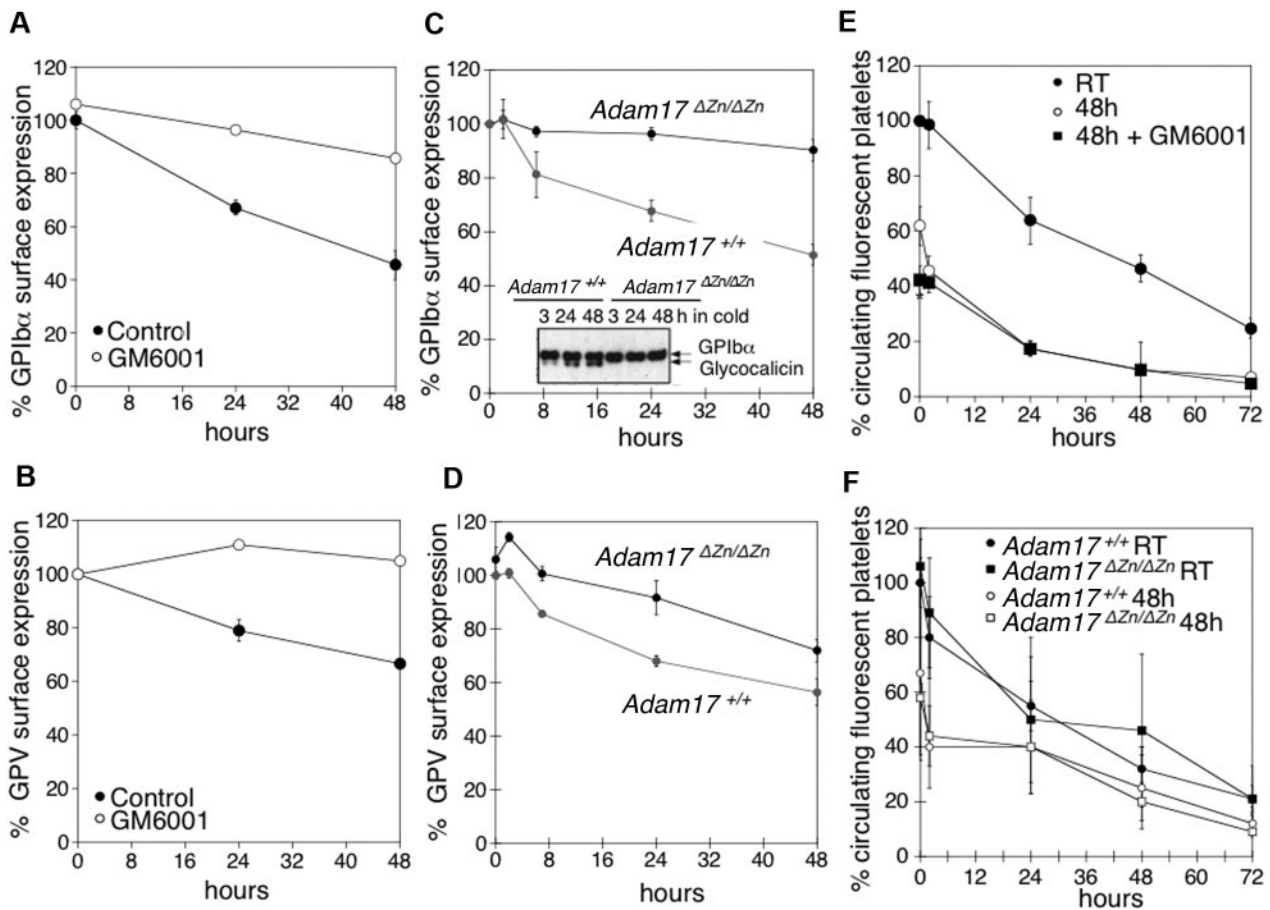 A
% GPIbα surface expression
120
100
80
60
40
20
0
Control
GM6001
0 8 16 24 32 40 48
hours
B
% GPV surface expression
120
100
80
60
40
20
0
Control
GM6001
0 8 16 24 32 40 48
hours
C
% GPIbα surface expression
120
100
80
60
40
20
0
Adam17 ΔZn/ΔZn
Adam17 +/+
Adam17 +/+ Adam17 ΔZn/ΔZn
3 24 48 3 24 48 h in cold
GPIbα
Glycocalicin
0 8 16 24 32 40 48
hours
D
% GPV surface expression
120
100
80
60
40
20
0
Adam17 ΔZn/ΔZn
Adam17 +/+
0 8 16 24 32 40 48
hours
E
% circulating fluorescent platelets
120
100
80
60
40
20
0
RT
48h
48h + GM6001
0 12 24 36 48 60 72
hours
F
% circulating fluorescent platelets
120
100
80
60
40
20
0
Adam17 +/+ RT
Adam17 ΔZn/ΔZn RT
Adam17 +/+ 48h
Adam17 ΔZn/ΔZn 48h
0 12 24 36 48 60 72
hours